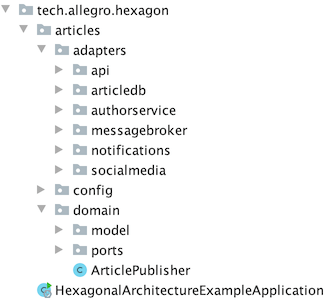 tech.allegro.hexagon
articles
adapters
api
articledb
authorservice
messagebroker
notifications
socialmedia
config
domain
model
ports
C ArticlePublisher
C HexagonalArchitectureExampleApplication